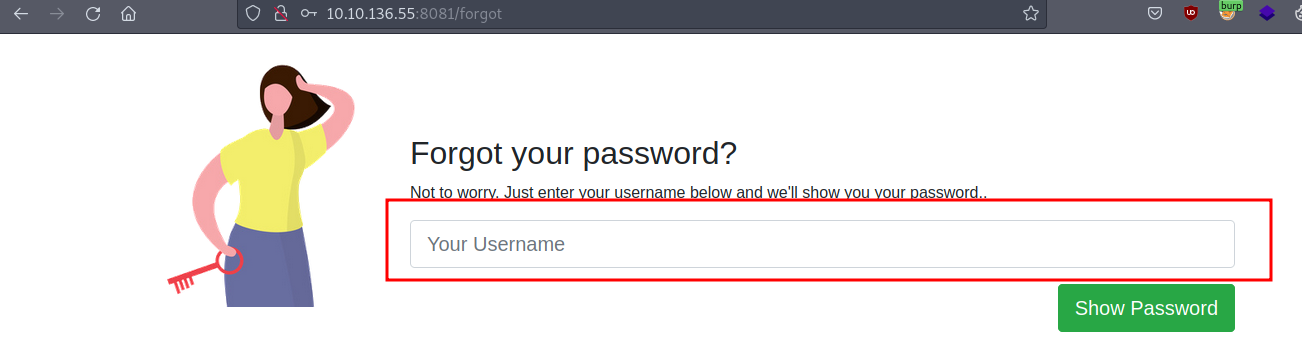 10.10.136.55:8081/forgot
burp
Forgot your password?
Not to worry. Just enter your username below and we'll show you your password..
Your Username
Show Password